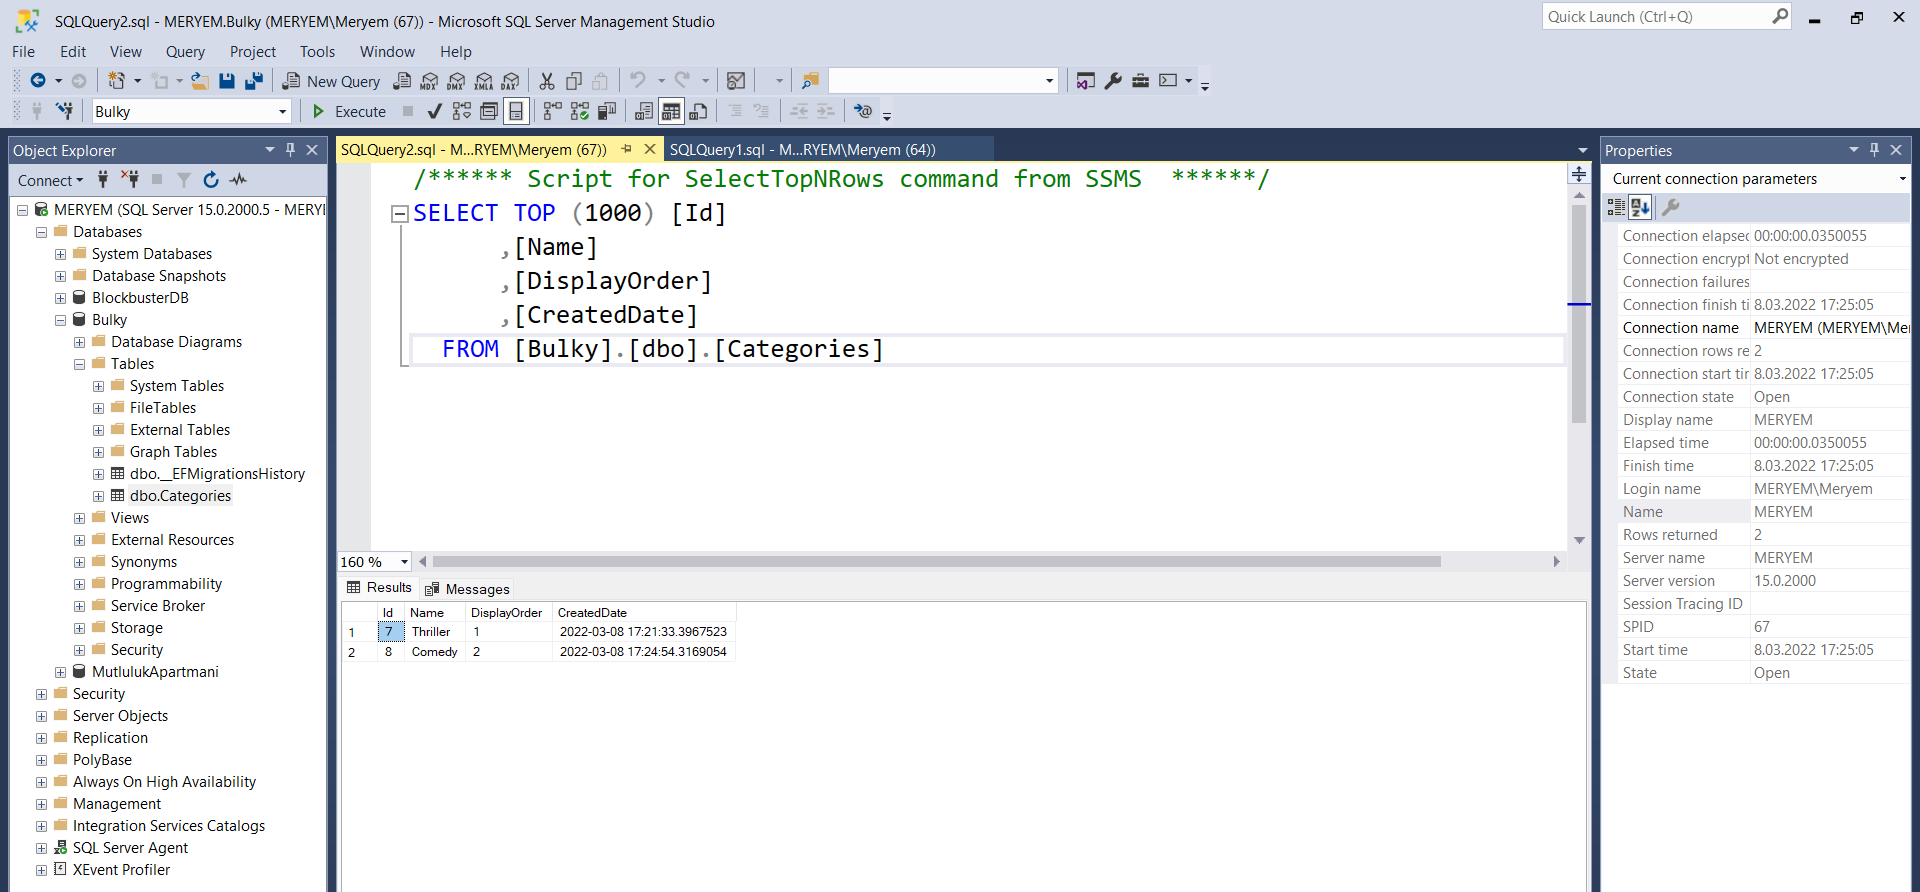 SQLQuery2.sql - MERYEM.Bulky (MERYEM\Meryem (67)) - Microsoft SQL Server Management Studio
Quick Launch (Ctrl+Q)
File Edit View Query Project Tools Window Help
New Query MDX DMX XMLA DAX
Bulky Execute
Object Explorer
Connect
MERYEM (SQL Server 15.0.2000.5 - MERYI
Databases
System Databases
Database Snapshots
BlockbusterDB
Bulky
Database Diagrams
Tables
System Tables
FileTables
External Tables
Graph Tables
dbo.__EFMigrationsHistory
dbo.Categories
Views
External Resources
Synonyms
Programmability
Service Broker
Storage
Security
MutlulukApartmani
Security
Server Objects
Replication
PolyBase
Always On High Availability
Management
Integration Services Catalogs
SQL Server Agent
XEvent Profiler
SQLQuery2.sql - M...RYEM\Meryem (67)) SQLQuery1.sql - M...RYEM\Meryem (64))
/****** Script for SelectTopNRows command from SSMS ******/
SELECT TOP (1000) [Id]
,[Name]
,[DisplayOrder]
,[CreatedDate]
FROM [Bulky].[dbo].[Categories]
160 %
Results Messages
Id Name DisplayOrder CreatedDate
1 7 Thriller 1 2022-03-08 17:21:33.3967523
2 8 Comedy 2 2022-03-08 17:24:54.3169054
Properties
Current connection parameters
Connection elapsec 00:00:00.0350055
Connection encrypt Not encrypted
Connection failures
Connection finish ti 8.03.2022 17:25:05
Connection name MERYEM (MERYEM\Mer
Connection rows re 2
Connection start tir 8.03.2022 17:25:05
Connection state Open
Display name MERYEM
Elapsed time 00:00:00.0350055
Finish time 8.03.2022 17:25:05
Login name MERYEM\Meryem
Name MERYEM
Rows returned 2
Server name MERYEM
Server version 15.0.2000
Session Tracing ID
SPID 67
Start time 8.03.2022 17:25:05
State Open